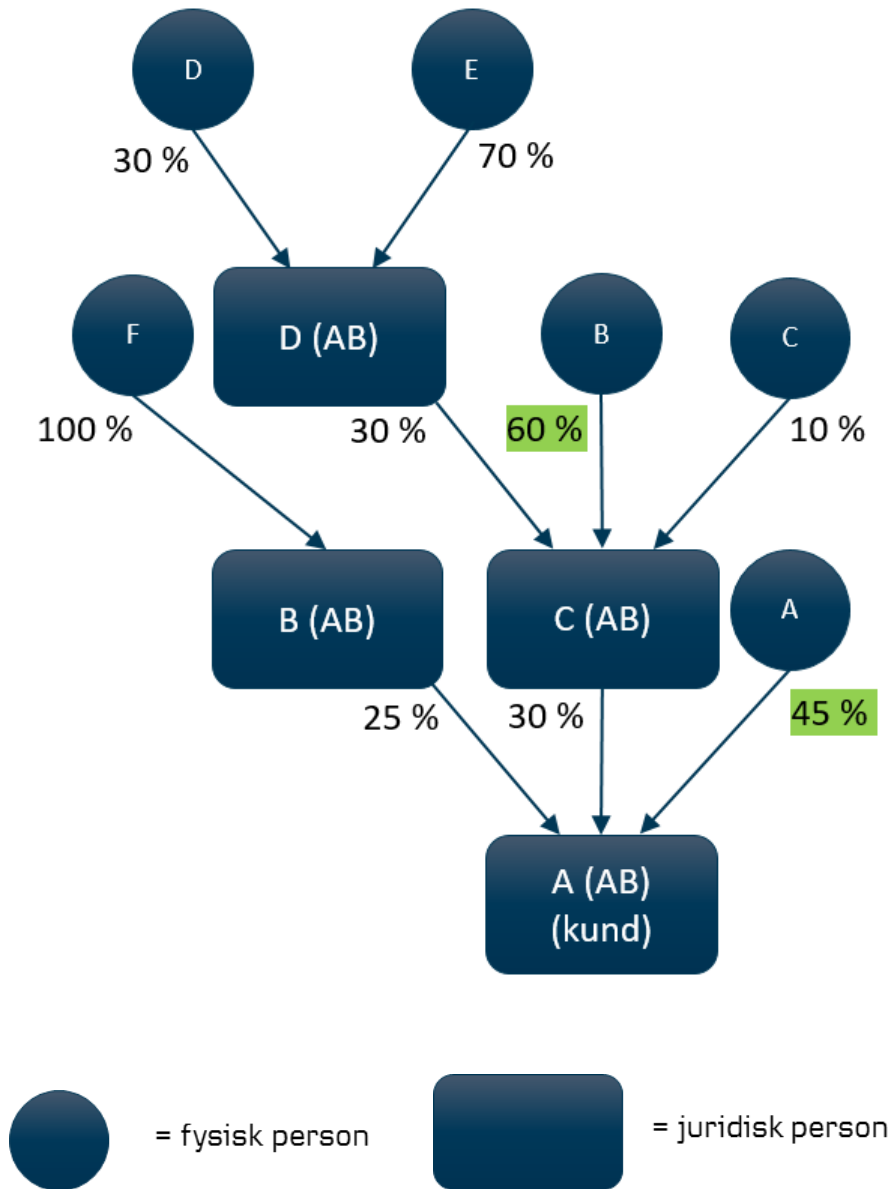 D
E
30 %
70 %
F
D (AB)
B
C
100 %
30 %
60 %
10 %
B (AB)
C (AB)
A
25 %
30 %
45 %
A (AB)
(kund)
= fysisk person
= juridisk person